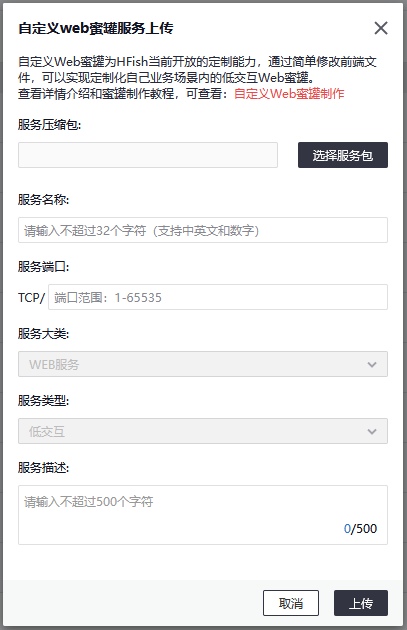 自定义web蜜罐服务上传
自定义Web蜜罐为HFish当前开放的定制能力，通过简单修改前端文
件，可以实现定制化自己业务场景内的低交互Web蜜罐。
查看详情介绍和蜜罐制作教程，可查看：自定义Web蜜罐制作
服务压缩包:
选择服务包
服务名称:
请输入不超过32个字符（支持中英文和数字）
服务端口:
TCP/ 端口范围：1-65535
服务大类:
WEB服务
服务类型:
低交互
服务描述:
请输入不超过500个字符
0/500
取消 上传